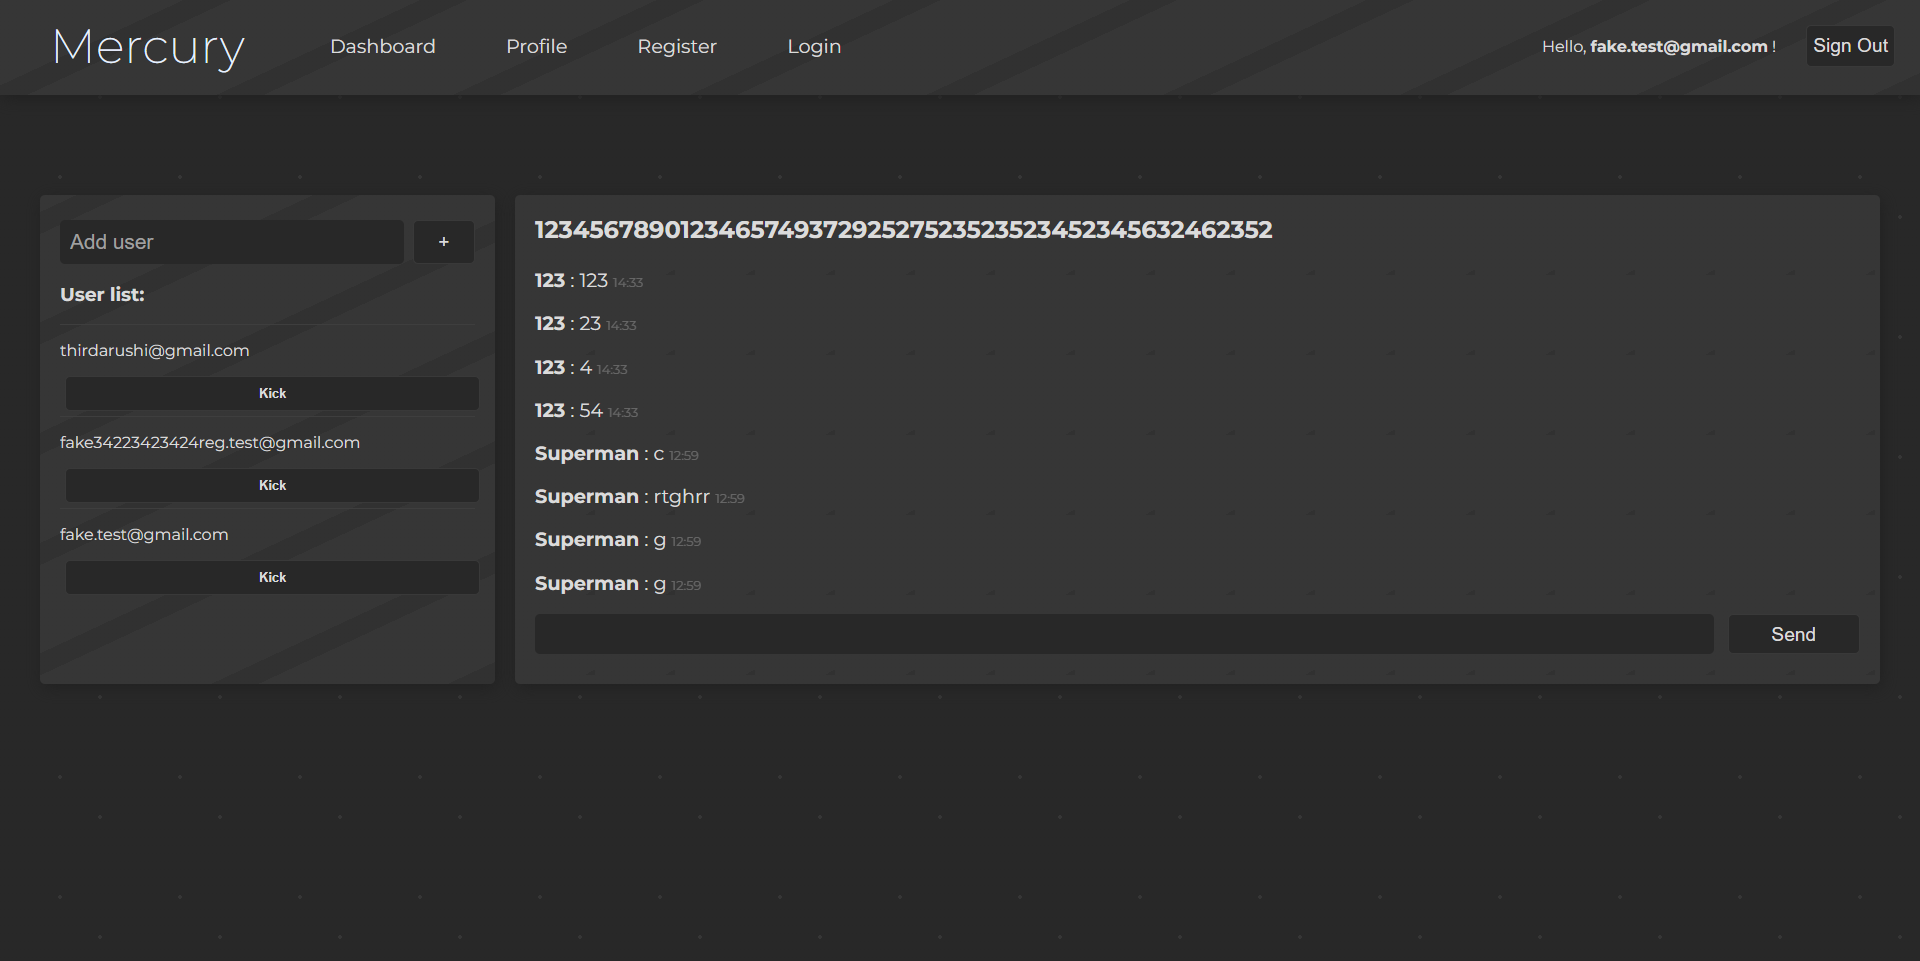 Mercury Dashboard Profile Register Login Hello, fake.test@gmail.com ! Sign Out
Add user +
User list:
thirdarushi@gmail.com
Kick
fake34223423424reg.test@gmail.com
Kick
fake.test@gmail.com
Kick
12345678901234657493729252752352352345234563246​2352
123 : 123 14:33
123 : 23 14:33
123 : 4 14:33
123 : 54 14:33
Superman : c 12:59
Superman : rtghrr 12:59
Superman : g 12:59
Superman : g 12:59
Send